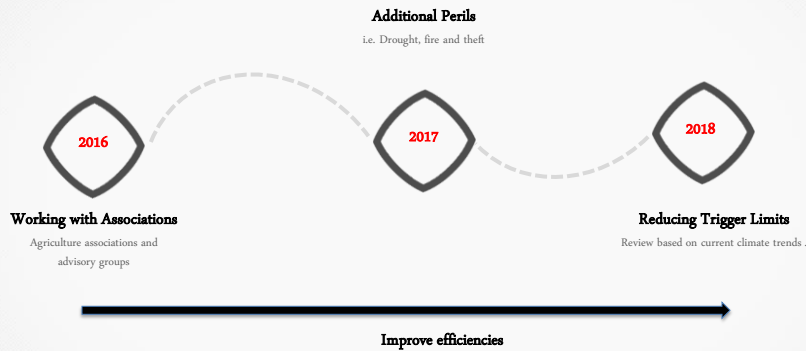 Additional Perils
i.e. Drought, fire and theft
2016
2017
2018
Working with Associations
Agriculture associations and
advisory groups
Reducing Trigger Limits
Review based on current climate trends .
Improve efficiencies